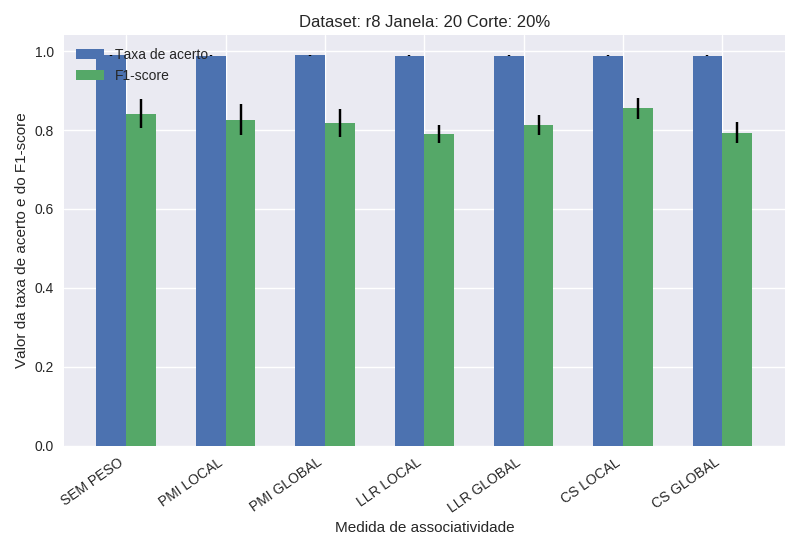 Dataset: r8 Janela: 20 Corte: 20%
Taxa de acerto
F1-score
Valor da taxa de acerto e do F1-score
1.0
0.8
0.6
0.4
0.2
0.0
SEM PESO
PMI LOCAL
PMI GLOBAL
LLR LOCAL
LLR GLOBAL
CS LOCAL
CS GLOBAL
Medida de associatividade